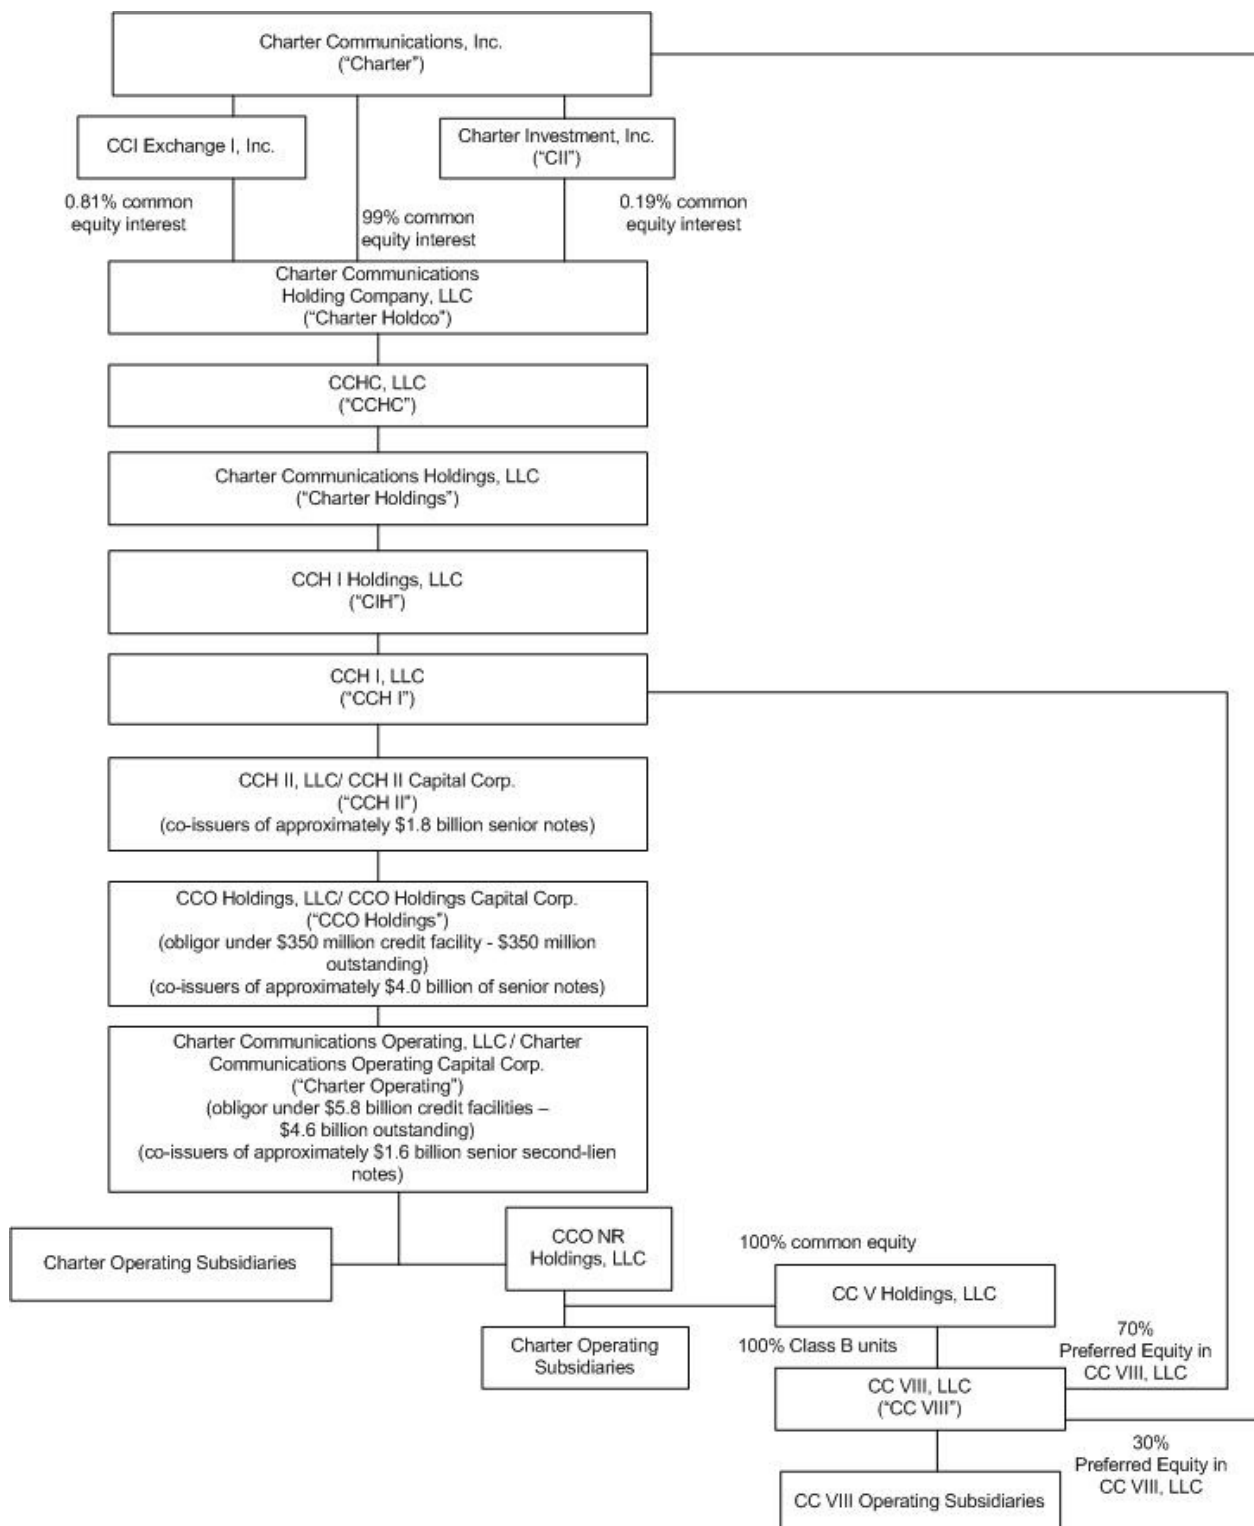 Charter Communications, Inc.
(“Charter”)
CCI Exchange I, Inc.
Charter Investment, Inc.
(“CII”)
0.81% common
equity interest
99% common
equity interest
0.19% common
equity interest
Charter Communications
Holding Company, LLC
(“Charter Holdco”)
CCHC, LLC
(“CCHC”)
Charter Communications Holdings, LLC
(“Charter Holdings”)
CCH I Holdings, LLC
(“CIH”)
CCH I, LLC
(“CCH I”)
CCH II, LLC/ CCH II Capital Corp.
(“CCH II”)
(co-issuers of approximately $1.8 billion senior notes)
CCO Holdings, LLC/ CCO Holdings Capital Corp.
(“CCO Holdings”)
(obligor under $350 million credit facility - $350 million
outstanding)
(co-issuers of approximately $4.0 billion of senior notes)
Charter Communications Operating, LLC / Charter
Communications Operating Capital Corp.
(“Charter Operating”)
(obligor under $5.8 billion credit facilities –
$4.6 billion outstanding)
(co-issuers of approximately $1.6 billion senior second-lien
notes)
Charter Operating Subsidiaries
CCO NR
Holdings, LLC
100% common equity
CC V Holdings, LLC
Charter Operating
Subsidiaries
100% Class B units
70%
Preferred Equity in
CC VIII, LLC
CC VIII, LLC
(“CC VIII”)
30%
Preferred Equity in
CC VIII, LLC
CC VIII Operating Subsidiaries